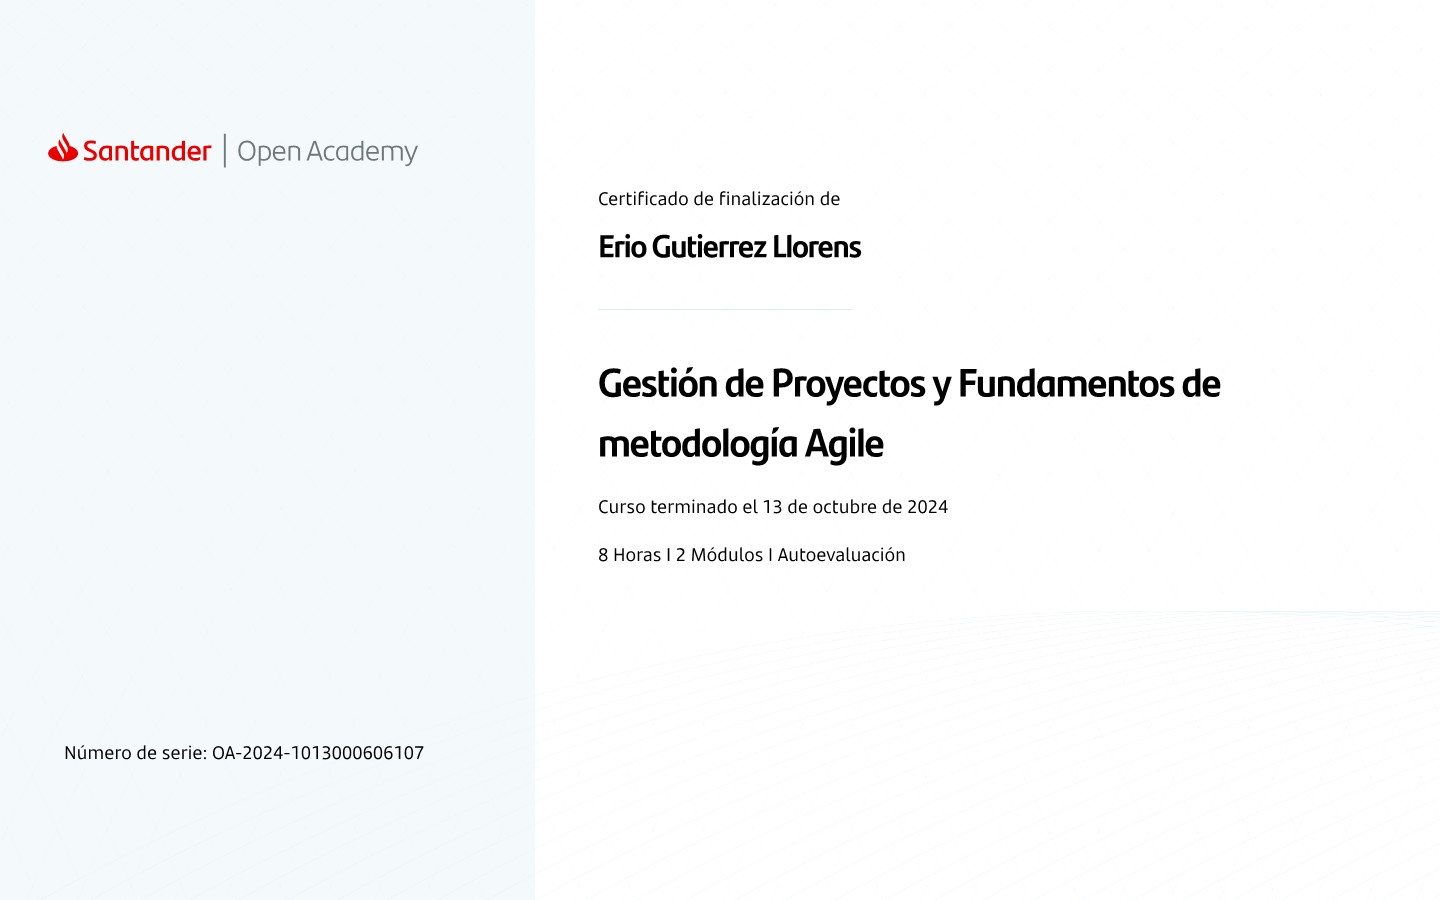 Santander | Open Academy
Certificado de finalización de
Erio Gutierrez Llorens
Gestión de Proyectos y Fundamentos de
metodología Agile
Curso terminado el 13 de octubre de 2024
8 Horas I 2 Módulos I Autoevaluación
Número de serie: OA-2024-1013000606107